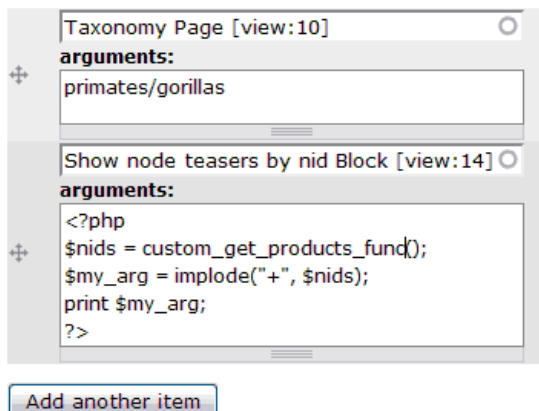 Taxonomy Page [view:10]
arguments:
primates/gorillas
Show node teasers by nid Block [view:14]
arguments:
<?php
$nids = custom_get_products_func();
$my_arg = implode("+", $nids);
print $my_arg;
?>
Add another item